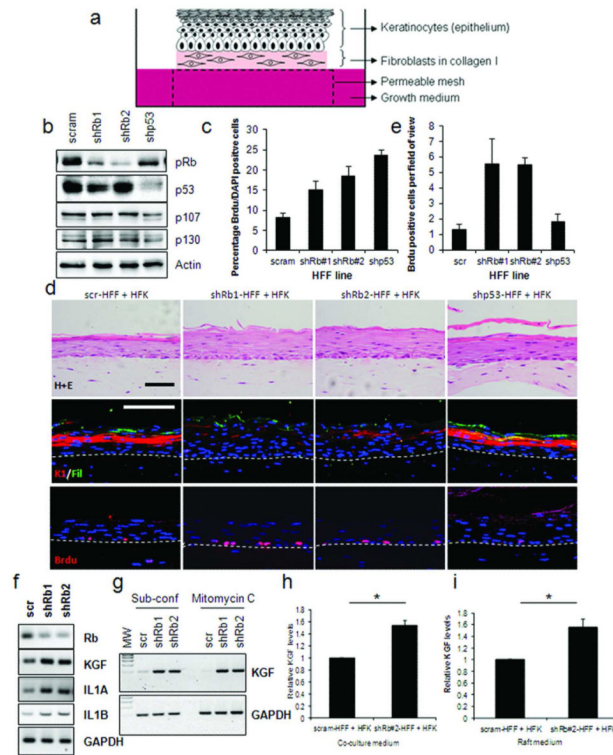 a
Keratinocytes (epithelium)
Fibroblasts in collagen I
Permeable mesh
Growth medium
b
scram
shRb1
shRb2
shp53
pRb
p53
p107
p130
Actin
c
Percentage Brdu/DAPI positve cells
30
25
20
15
10
5
0
scram shRb#1 shRb#2 shp53
HFF line
e
Brdu positive cells per field of view
8
7
6
5
4
3
2
1
0
scr shRb#1 shRb#2 shp53
HFF line
d
scr-HFF + HFK shRb1-HFF + HFK shRb2-HFF + HFK shp53-HFF + HFK
H+E
K1/Fil
Brdu
f
scr
shRb1
shRb2
Rb
KGF
IL1A
IL1B
GAPDH
g
Sub-conf Mitomycin C
MW
scr
shRb1
shRb2
scr
shRb1
shRb2
KGF
GAPDH
h
*
Relative KGF levels
1.8
1.6
1.4
1.2
1
0.8
0.6
0.4
0.2
0
scram-HFF + HFK shRb#2-HFF + HFK
Co-culture medium
i
*
Relative KGF levels
1.8
1.6
1.4
1.2
1
0.8
0.6
0.4
0.2
0
scram-HFF + HFK shRb#2-HFF + HFK
Raft medium